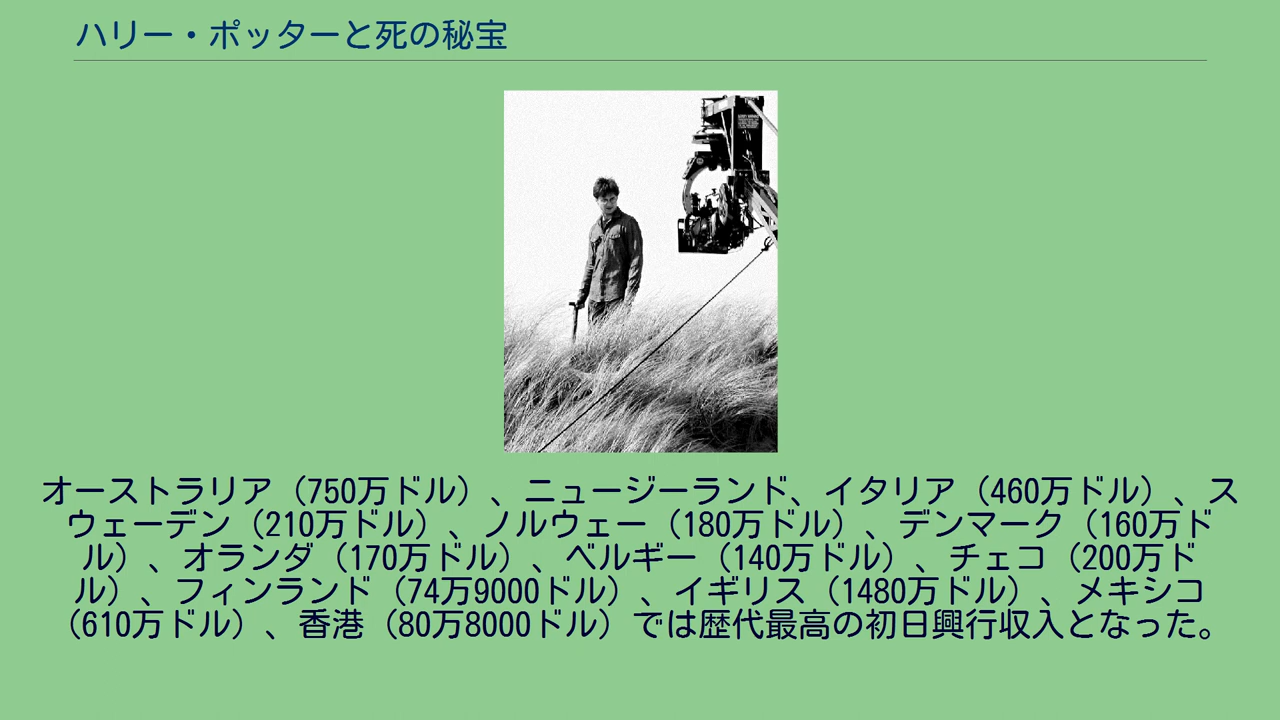 ハリー・ポッターと死の秘宝
オーストラリア（750万ドル）、ニュージーランド、イタリア（460万ドル）、ス
ウェーデン（210万ドル）、ノルウェー（180万ドル）、デンマーク（160万ド
ル）、オランダ（170万ドル）、ベルギー（140万ドル）、チェコ（200万ド
ル）、フィンランド（74万9000ドル）、イギリス（1480万ドル）、メキシコ
（610万ドル）、香港（80万8000ドル）では歴代最高の初日興行収入となった。